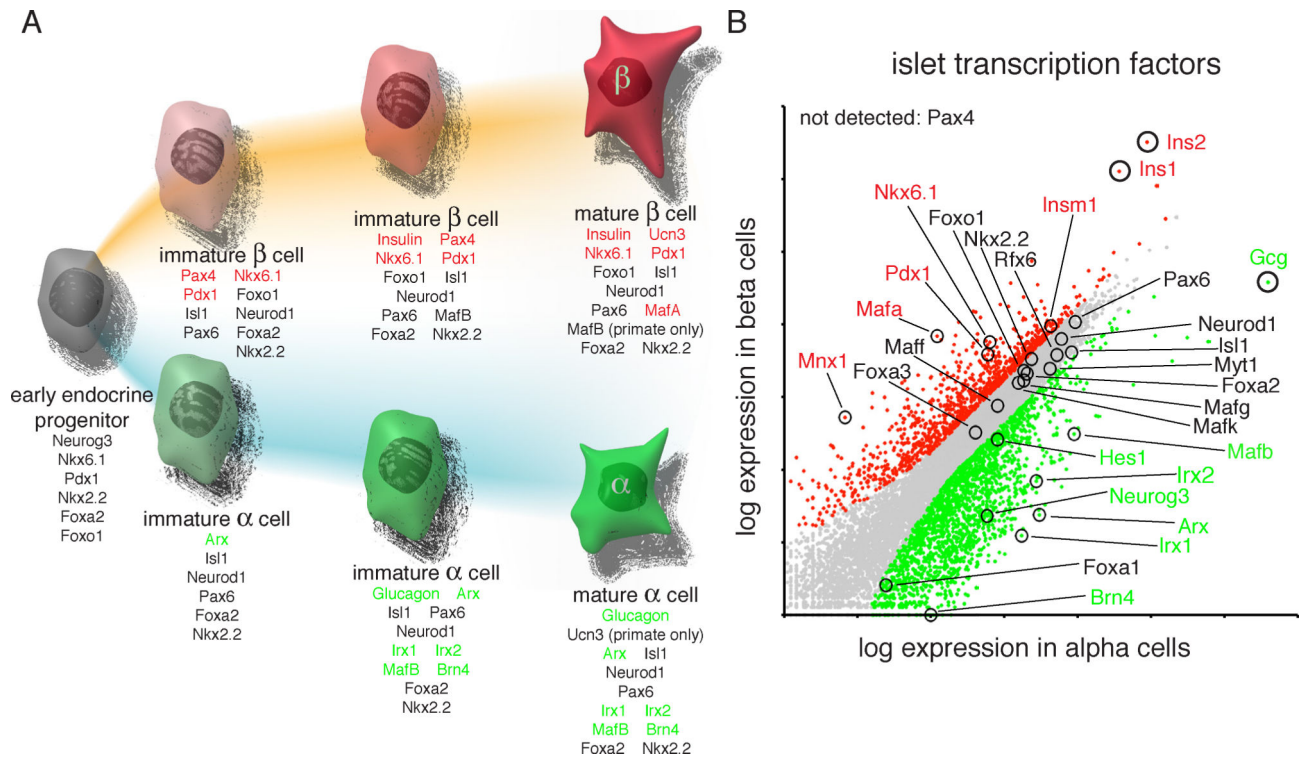 A
β
immature β cell
Pax4 Nkx6.1
Pdx1 Foxo1
Isl1 Neurod1
Pax6 Foxa2
Nkx2.2
immature β cell
Insulin Pax4
Nkx6.1 Pdx1
Foxo1 Isl1
Neurod1
Pax6 MafB
Foxa2 Nkx2.2
mature β cell
Insulin Ucn3
Nkx6.1 Pdx1
Foxo1 Isl1
Neurod1
Pax6 MafA
MafB (primate only)
Foxa2 Nkx2.2
early endocrine
progenitor
Neurog3
Nkx6.1
Pdx1
Nkx2.2
Foxa2
Foxo1
immature α cell
Arx
Isl1
Neurod1
Pax6
Foxa2
Nkx2.2
immature α cell
Glucagon Arx
Isl1 Pax6
Neurod1
Irx1 Irx2
MafB Brn4
Foxa2
Nkx2.2
α
mature α cell
Glucagon
Ucn3 (primate only)
Arx Isl1
Neurod1
Pax6
Irx1 Irx2
MafB Brn4
Foxa2 Nkx2.2
B
islet transcription factors
not detected: Pax4
Ins2
Ins1
Nkx6.1
Foxo1
Insm1
Nkx2.2
Rfx6
Gcg
Pdx1
Pax6
Mafa
Neurod1
Maff
Isl1
Mnx1
Foxa3
Myt1
Foxa2
Mafg
Mafk
Hes1
Mafb
Irx2
Neurog3
Arx
Irx1
Foxa1
Brn4
log expression in beta cells
log expression in alpha cells